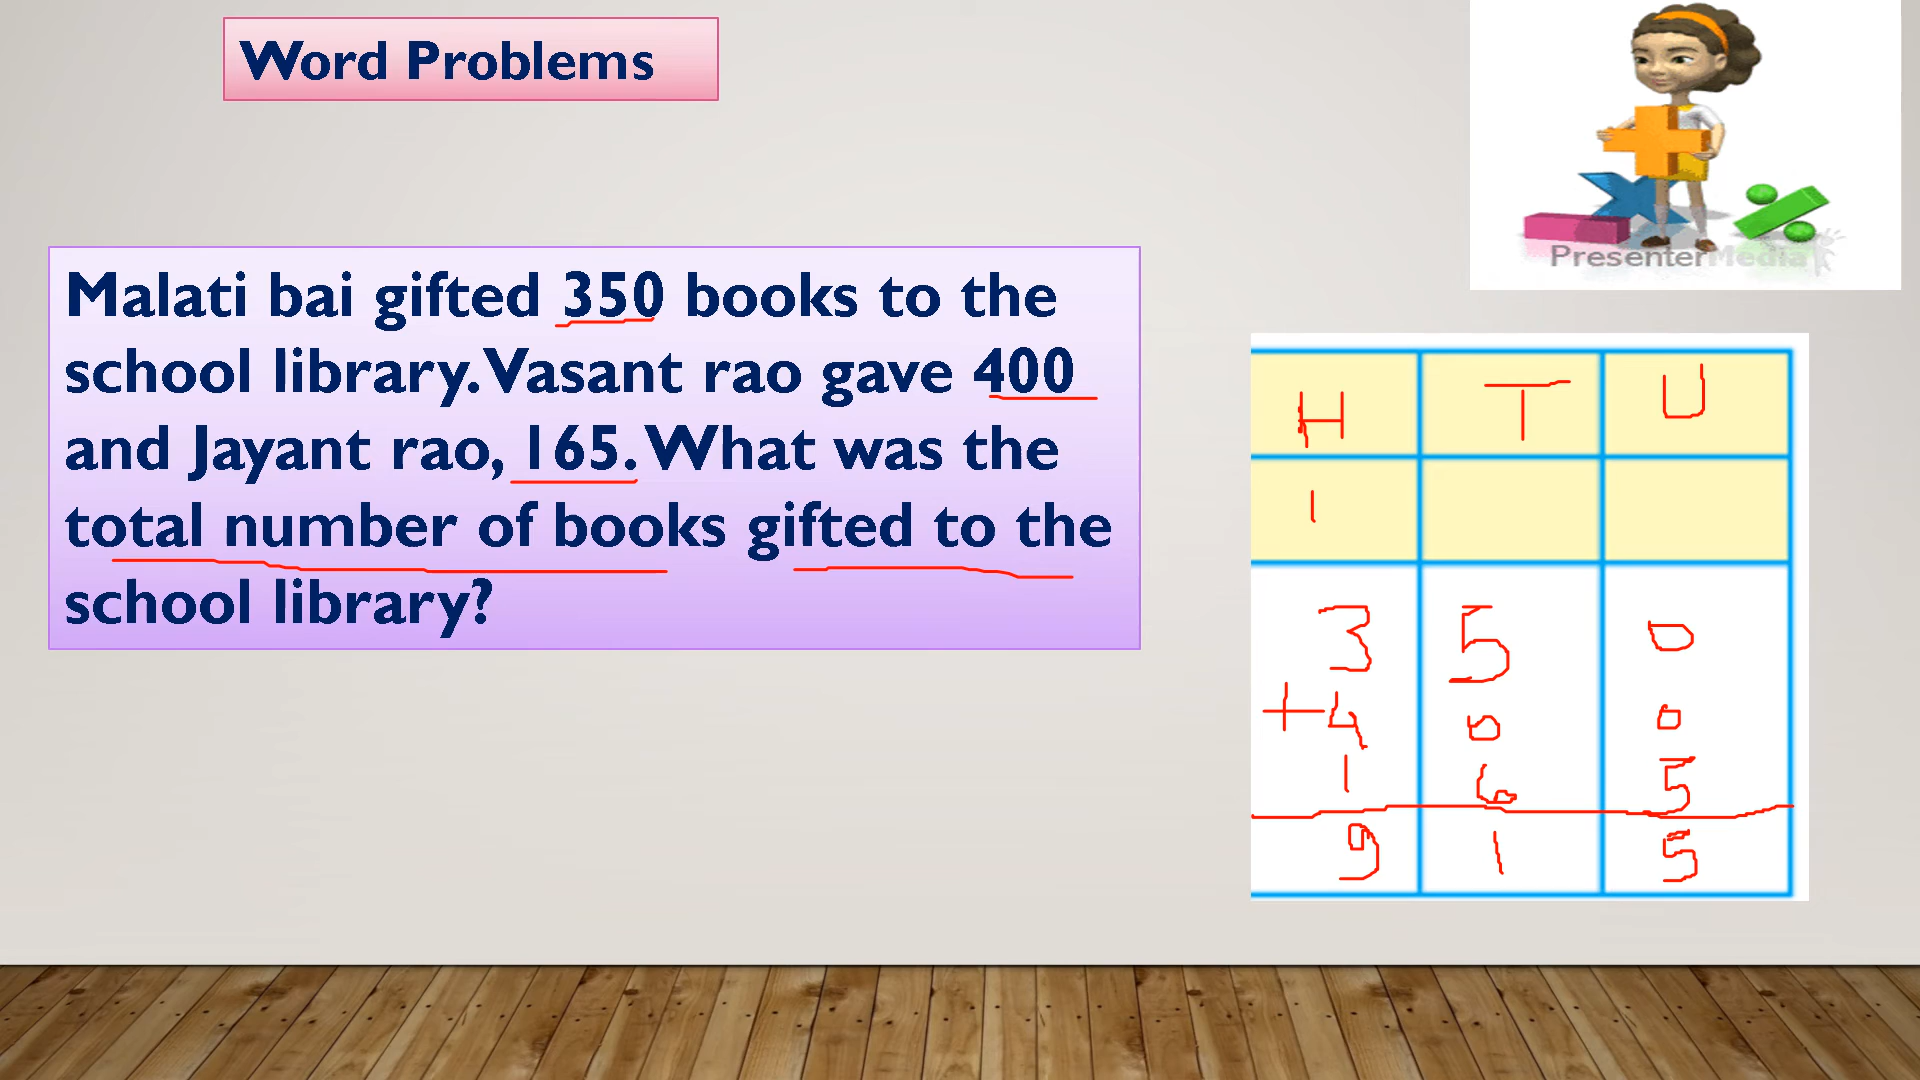 Word Problems
PresenterMedia
Malati bai gifted 350 books to the
school library. Vasant rao gave 400
and Jayant rao, 165. What was the
total number of books gifted to the
school library?
H T U
1
3 5 0
+4 0 0
1 6 5
9 1 5